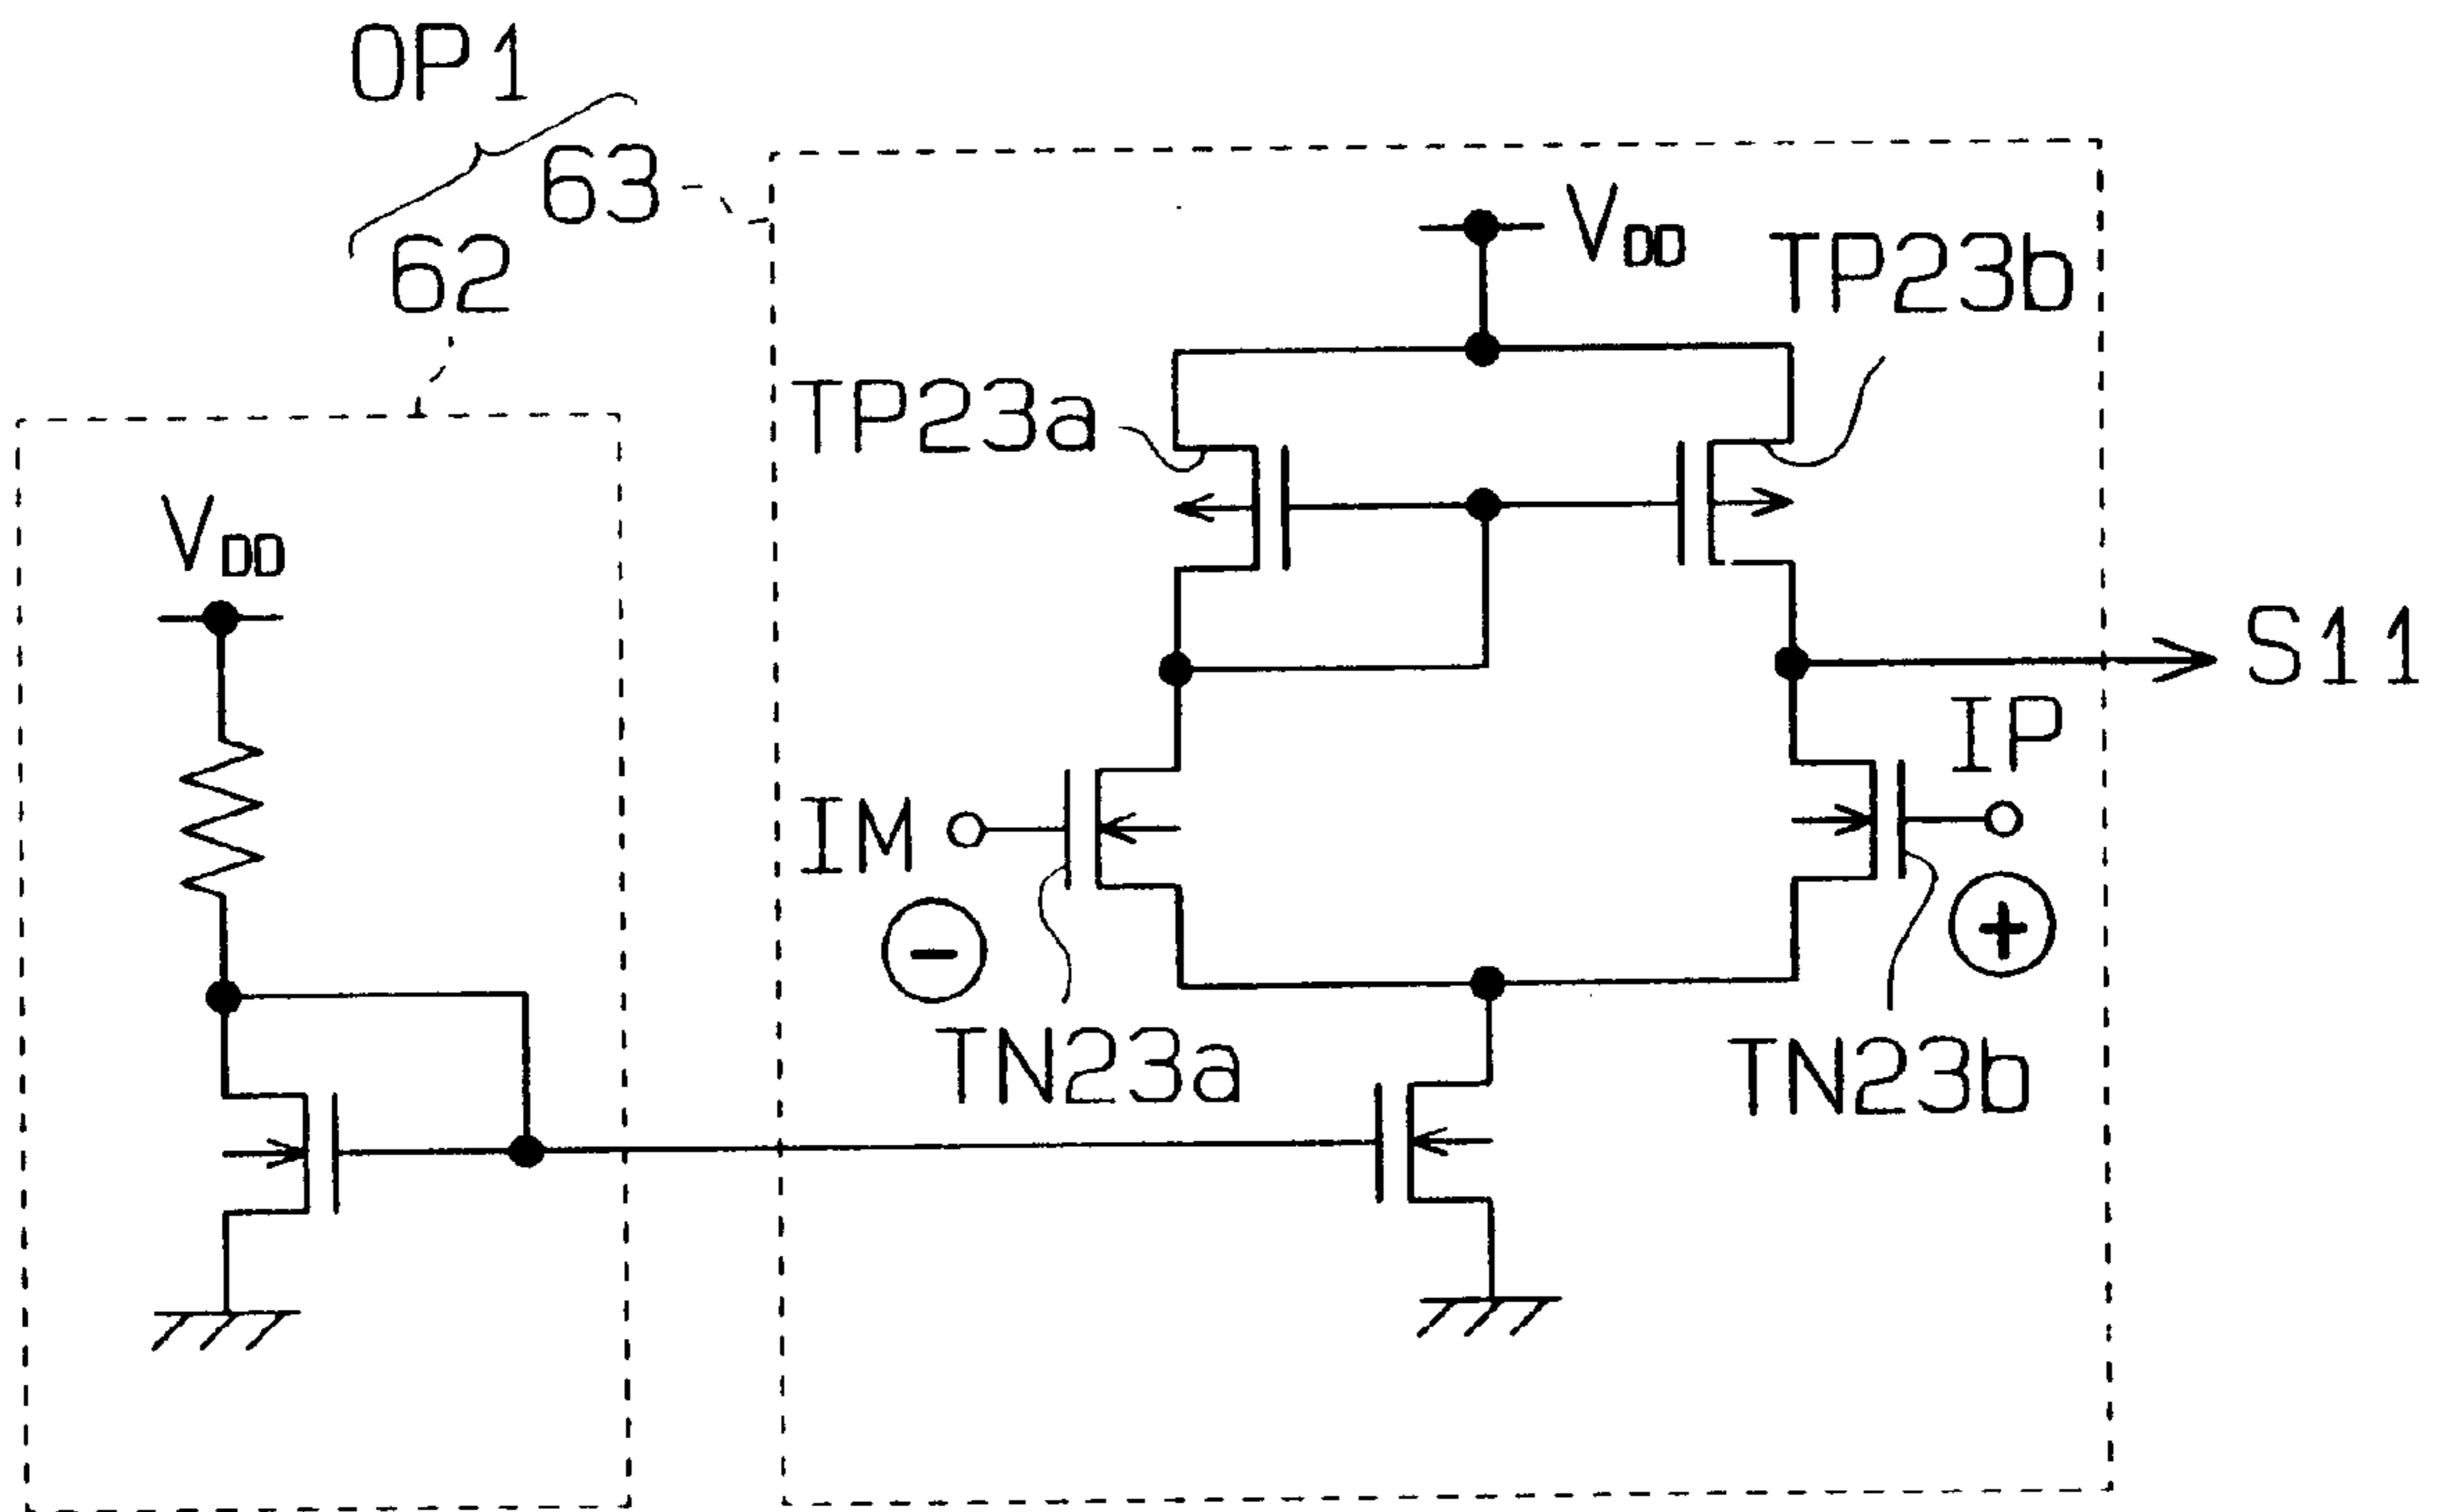 OP1
63
62
VDD
TP23b
TP23a
VDD
S11
IP
IM
−
+
TN23a
TN23b